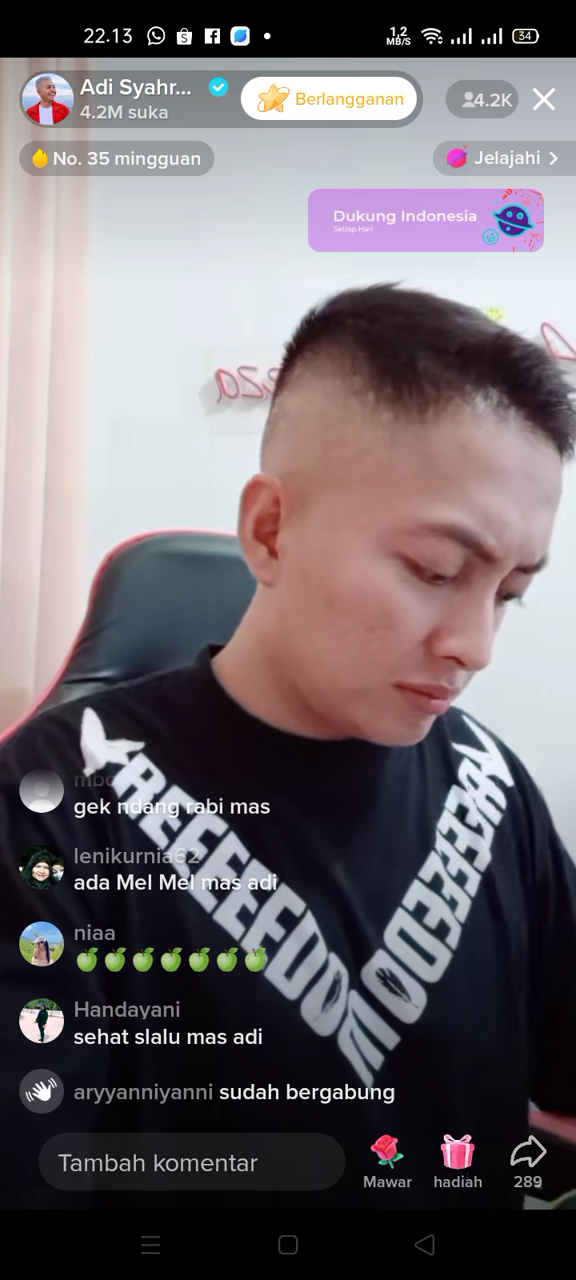 22.13
1,2
MB/S
34
Adi Syahr...
4.2M suka
Berlangganan
4.2K
No. 35 mingguan
Jelajahi
Dukung Indonesia
Setiap Hari
gek ndang rabi mas
lenikurnia62
ada Mel Mel mas adi
niaa
🍏🍏🍏🍏🍏🍏🍏
Handayani
sehat slalu mas adi
aryyanniyanni sudah bergabung
Tambah komentar
Mawar
hadiah
289